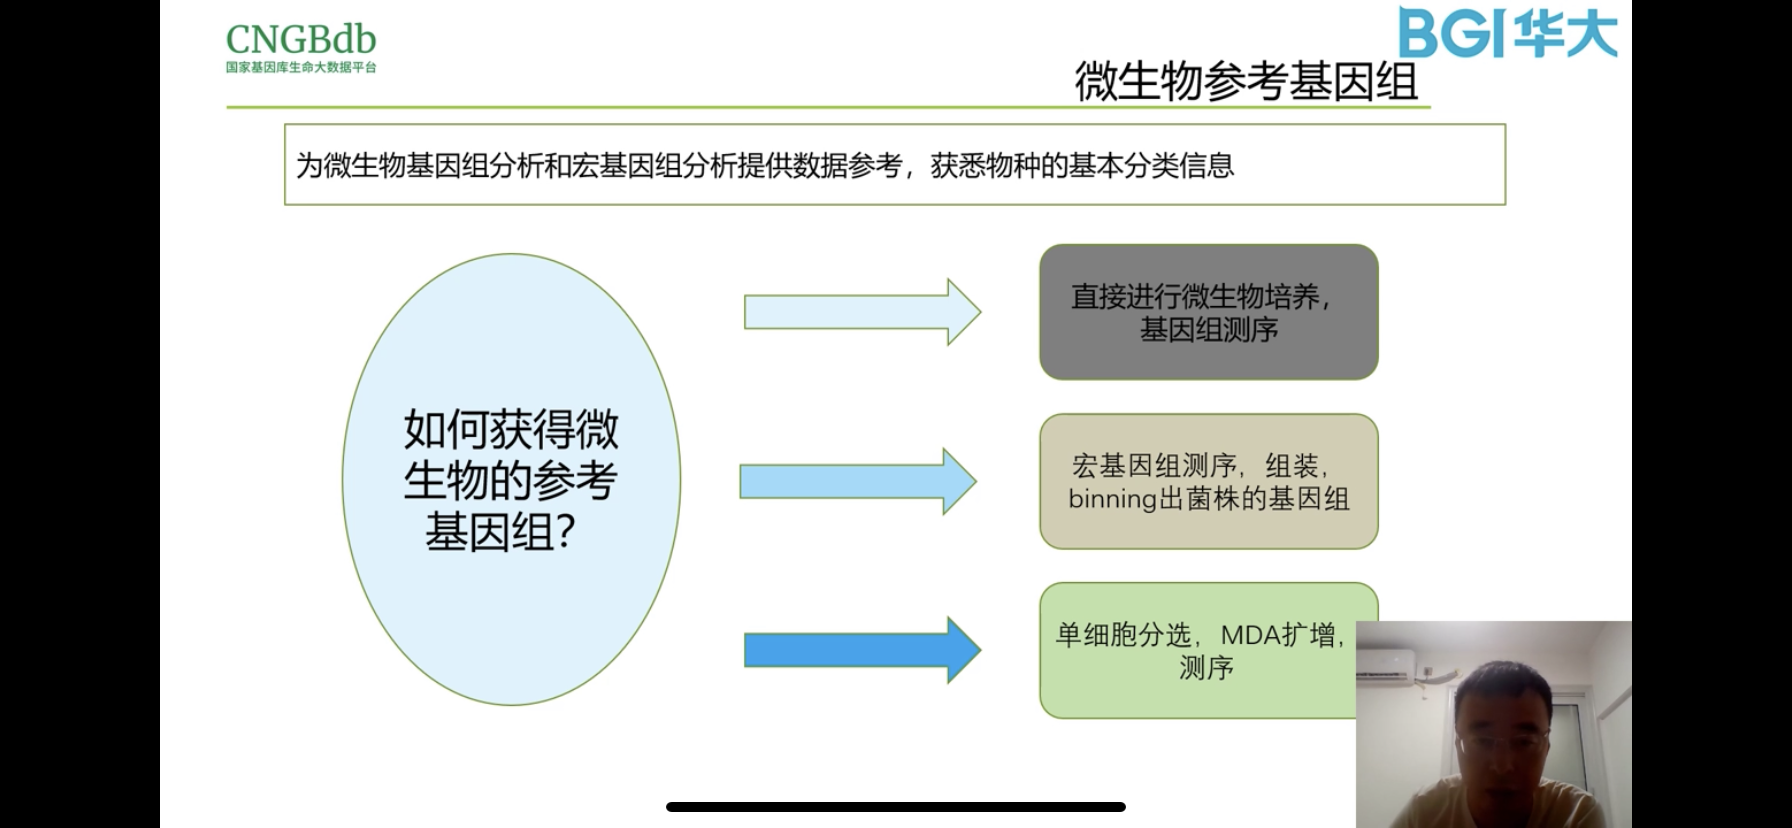 CNGBdb
国家基因库生命大数据平台
BGI华大
微生物参考基因组
为微生物基因组分析和宏基因组分析提供数据参考，获悉物种的基本分类信息
如何获得微
生物的参考
基因组?
直接进行微生物培养，
基因组测序
宏基因组测序，组装，
binning出菌株的基因组
单细胞分选，MDA扩增，
测序